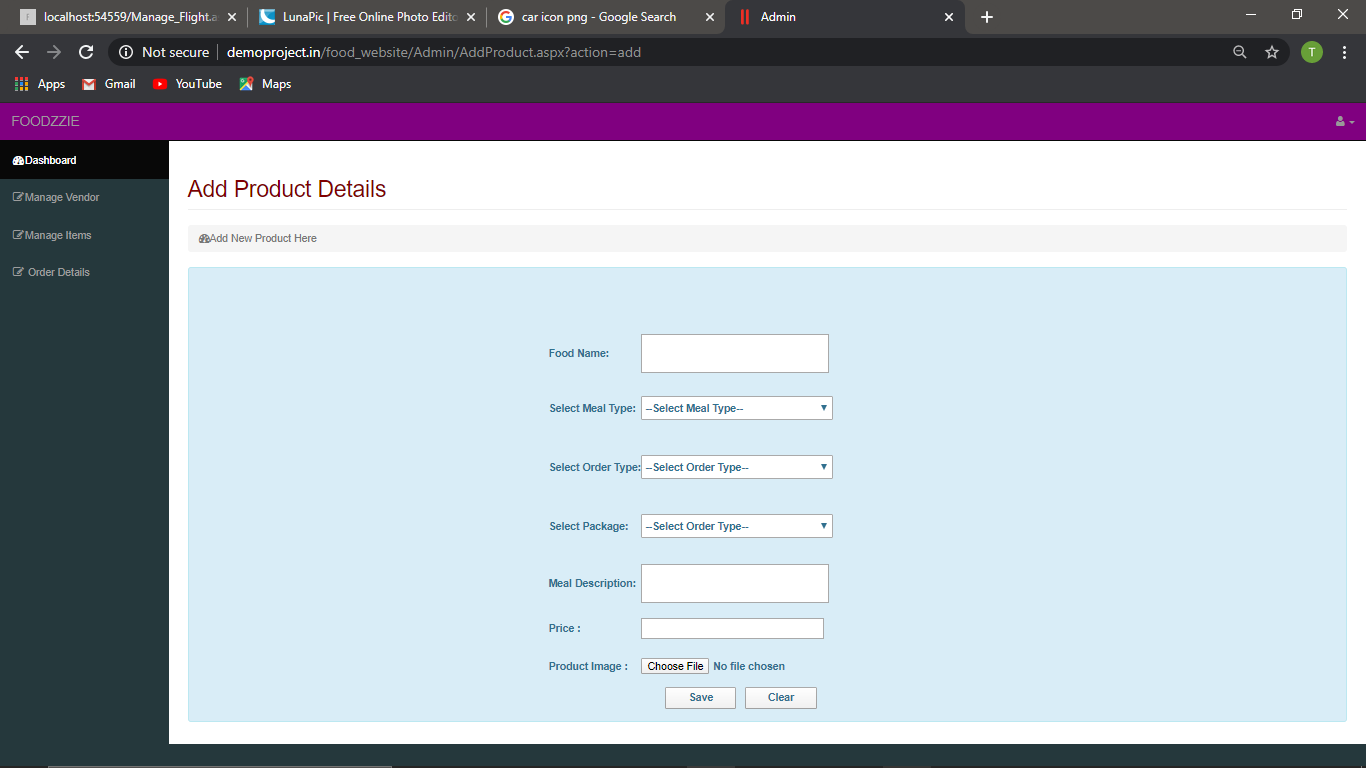 localhost:54559/Manage_Flight.a
LunaPic | Free Online Photo Edito
car icon png - Google Search
Admin
Not secure
demoproject.in/food_website/Admin/AddProduct.aspx?action=add
T
Apps
Gmail
YouTube
Maps
FOODZZIE
Dashboard
Manage Vendor
Manage Items
Order Details
Add Product Details
Add New Product Here
Food Name:
Select Meal Type:
--Select Meal Type--
Select Order Type:
--Select Order Type--
Select Package:
--Select Order Type--
Meal Description:
Price :
Product Image :
Choose File
No file chosen
Save
Clear